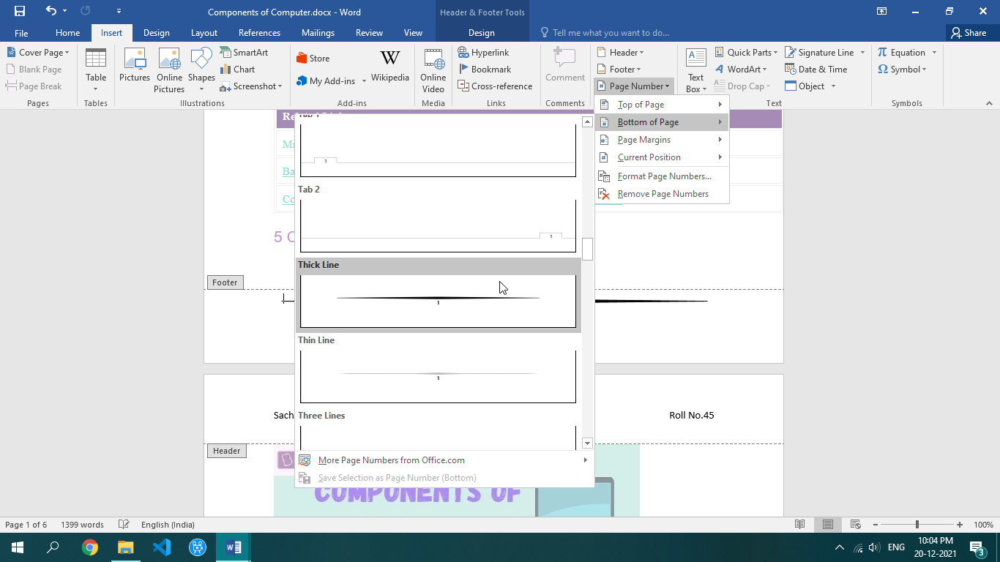 Components of Computer.docx - Word
Header & Footer Tools
File Home Insert Design Layout References Mailings Review View Design Tell me what you want to do... Share
Cover Page
Blank Page
Page Break
Pages
Table
Tables
Pictures
Online Pictures
Shapes
SmartArt
Chart
Screenshot
Illustrations
Store
My Add-ins
W
Wikipedia
Add-ins
Online Video
Media
Hyperlink
Bookmark
Cross-reference
Links
Comment
Comments
Header
Footer
Page Number
Text Box
Quick Parts
WordArt
Drop Cap
Signature Line
Date & Time
Object
Text
Equation
Symbol
Symbols
Top of Page
Bottom of Page
Page Margins
Current Position
Format Page Numbers...
Remove Page Numbers
Tab 1
1
Tab 2
1
Thick Line
1
Thin Line
1
Three Lines
More Page Numbers from Office.com
Save Selection as Page Number (Bottom)
Ba
Co
5 C
Footer
Sach
Roll No.45
Header
B
COMPONENTS OF
Page 1 of 6 1399 words English (India) 100%
W
ENG
10:04 PM
20-12-2021
3